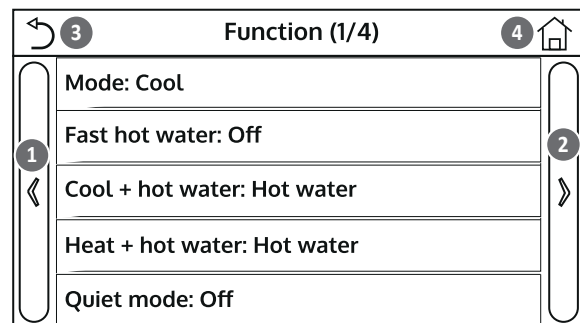 3 Function (1/4) 4
Mode: Cool
Fast hot water: Off
1 2
Cool + hot water: Hot water
Heat + hot water: Hot water
Quiet mode: Off